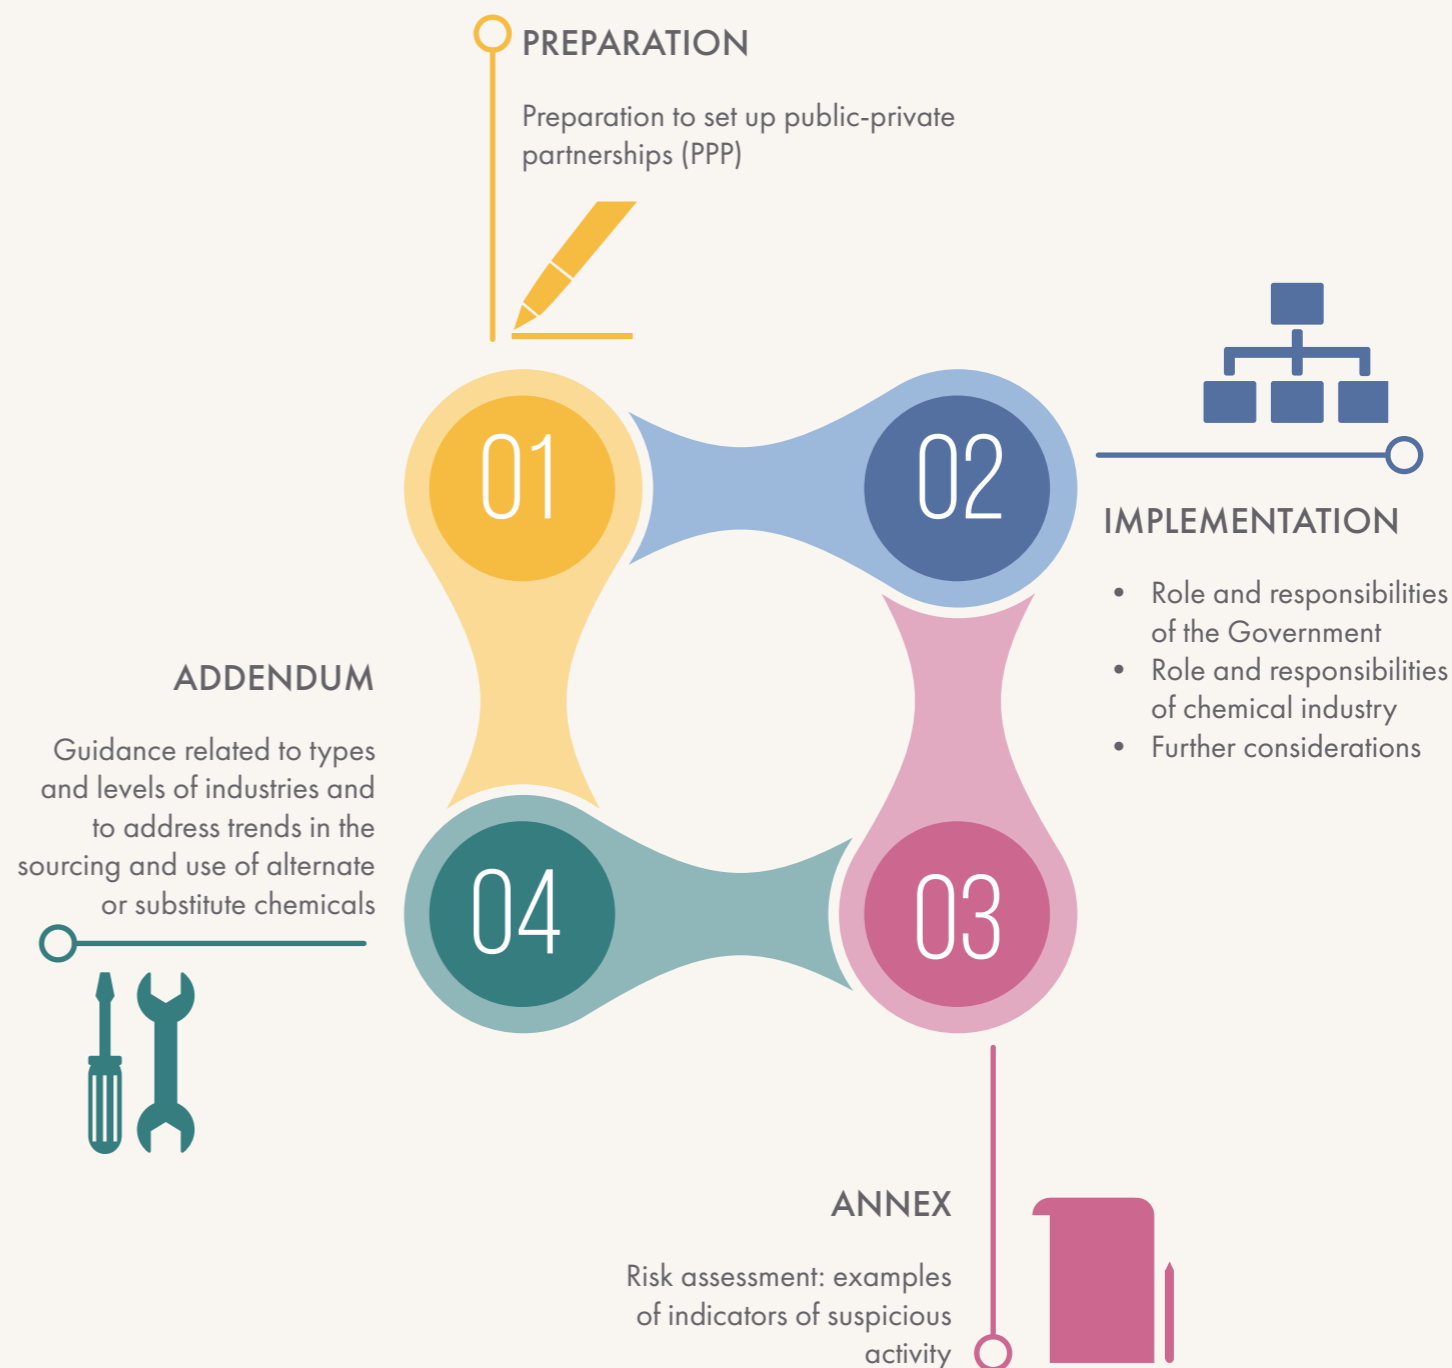 PREPARATION
Preparation to set up public-private
partnerships (PPP)
01
02
IMPLEMENTATION
• Role and responsibilities
of the Government
• Role and responsibilities
of chemical industry
• Further considerations
ADDENDUM
Guidance related to types
and levels of industries and
to address trends in the
sourcing and use of alternate
or substitute chemicals
04
03
ANNEX
Risk assessment: examples
of indicators of suspicious
activity